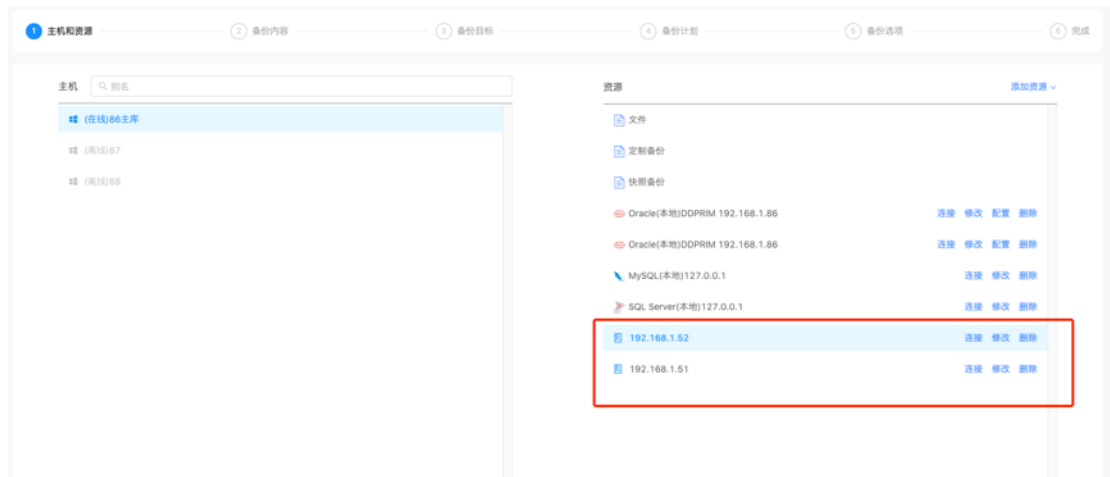 1 主机和资源 2 备份内容 3 备份目标 4 备份计划 5 备份选项 6 完成
主机 别名
(在线)86主库
(离线)87
(离线)88
资源 添加资源
文件
定制备份
快照备份
Oracle(本地)DDPRIM 192.168.1.86 连接 修改 配置 删除
Oracle(本地)DDPRIM 192.168.1.86 连接 修改 配置 删除
MySQL(本地)127.0.0.1 连接 修改 删除
SQL Server(本地)127.0.0.1 连接 修改 删除
192.168.1.52 连接 修改 删除
192.168.1.51 连接 修改 删除